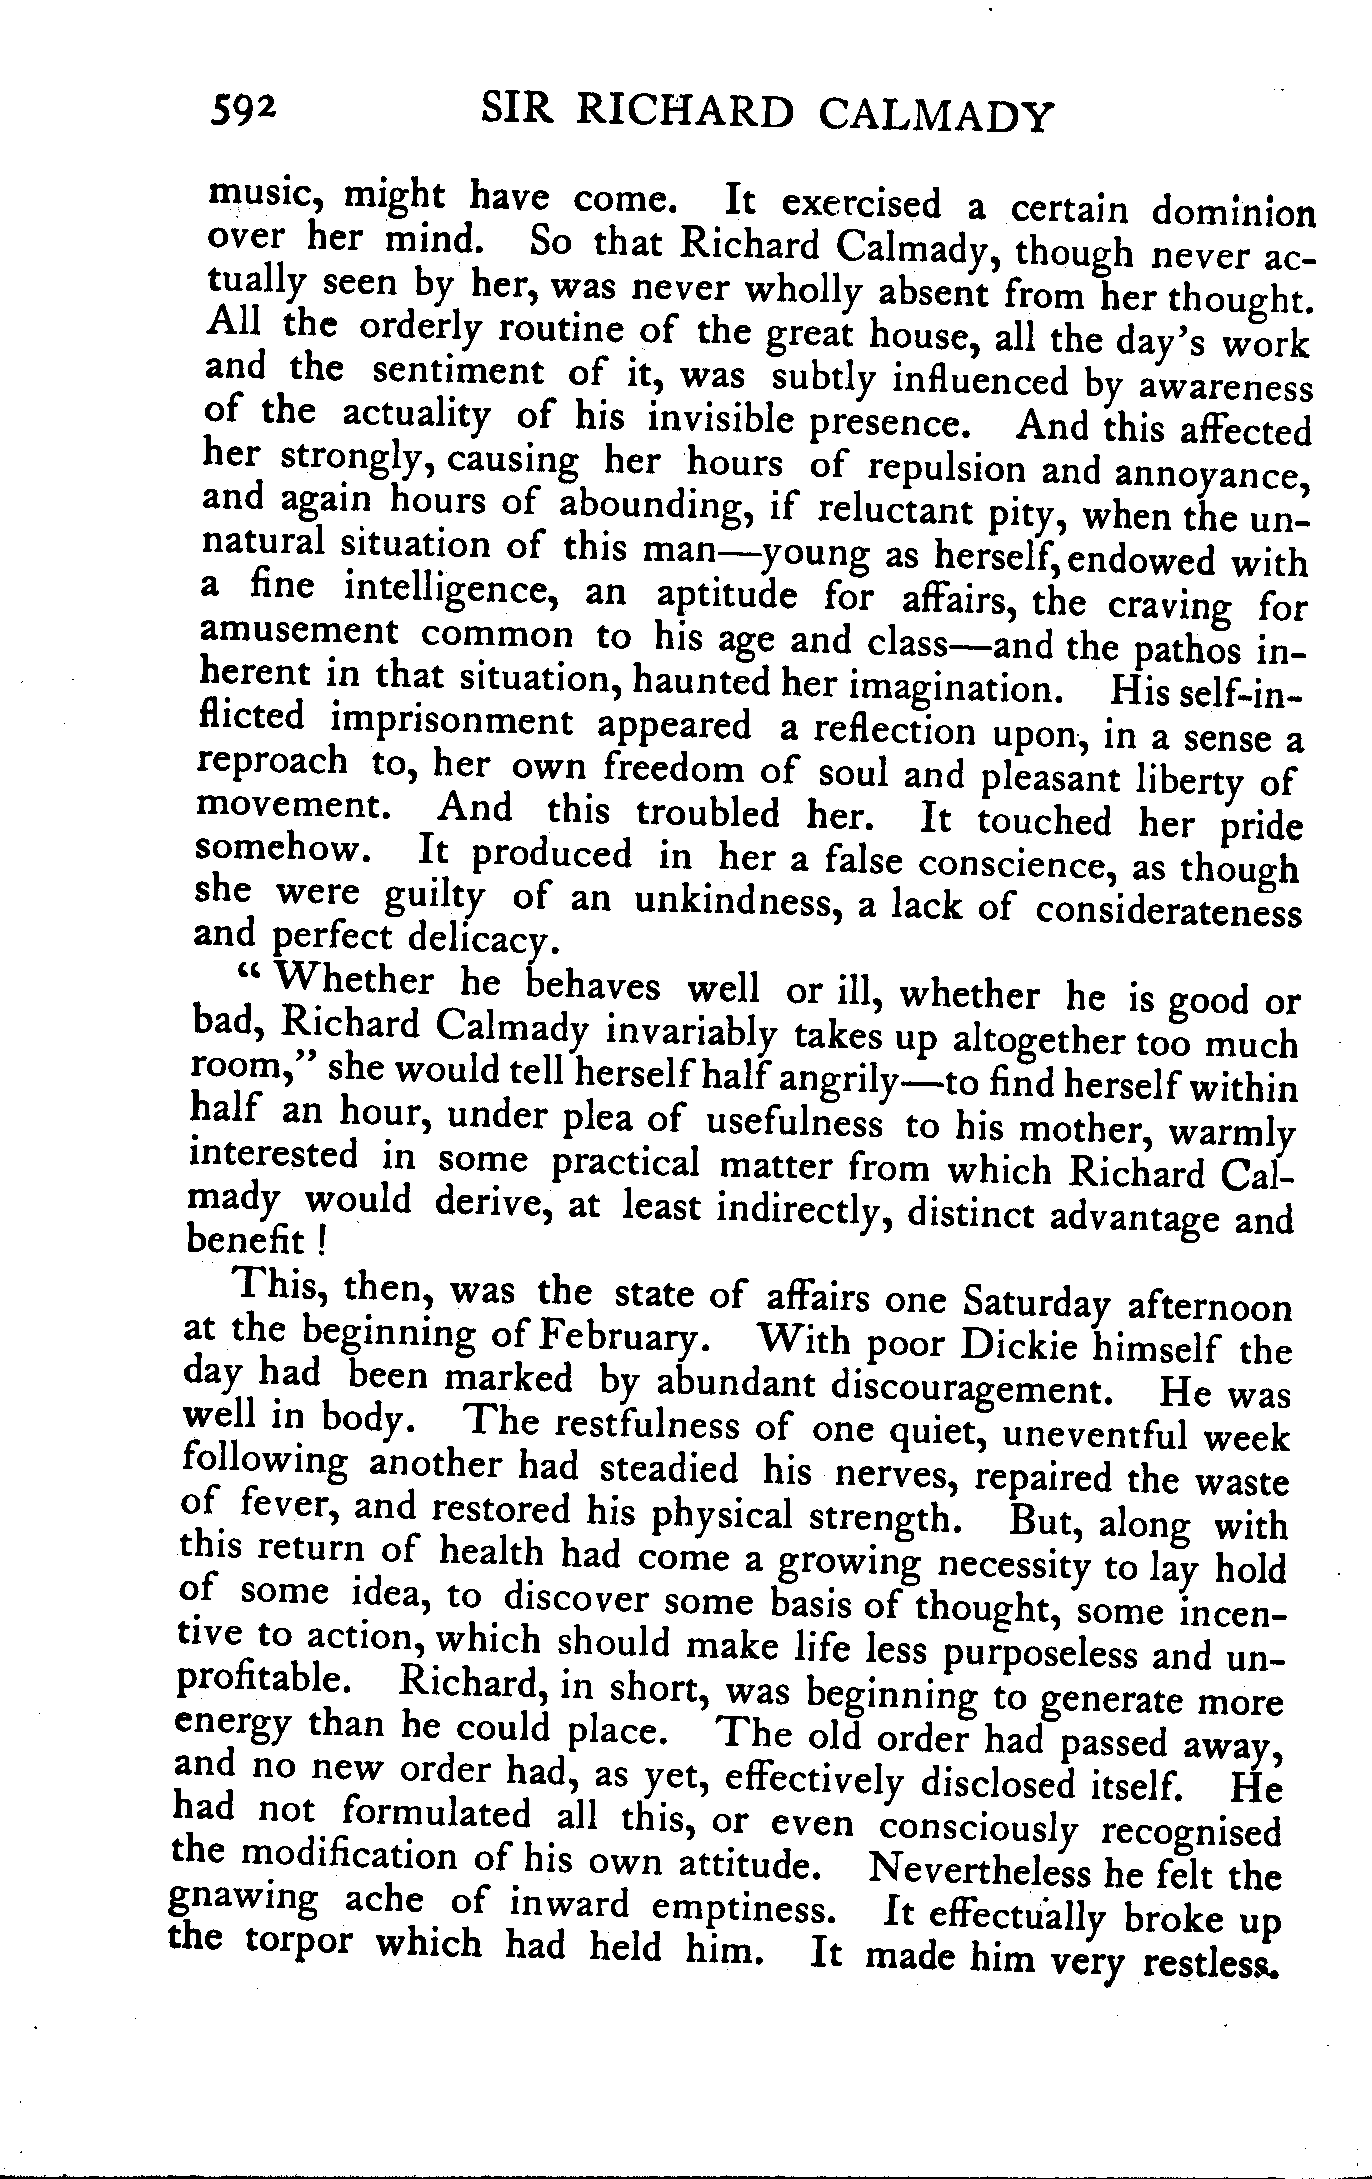 592 SIR RICHARD CALMADY
music, might have come. It exercised a certain dominion
over her mind. So that Richard Calmady, though never ac-
tually seen by her, was never wholly absent from her thought.
All the orderly routine of the great house, all the day's work
and the sentiment of it, was subtly influenced by awareness
of the actuality of his invisible presence. And this affected
her strongly, causing her hours of repulsion and annoyance,
and again hours of abounding, if reluctant pity, when the un-
natural situation of this man—young as herself, endowed with
a fine intelligence, an aptitude for affairs, the craving for
amusement common to his age and class—and the pathos in-
herent in that situation, haunted her imagination. His self-in-
flicted imprisonment appeared a reflection upon, in a sense a
reproach to, her own freedom of soul and pleasant liberty of
movement. And this troubled her. It touched her pride
somehow. It produced in her a false conscience, as though
she were guilty of an unkindness, a lack of considerateness
and perfect delicacy.
“ Whether he behaves well or ill, whether he is good or
bad, Richard Calmady invariably takes up altogether too much
room,” she would tell herself half angrily—to find herself within
half an hour, under plea of usefulness to his mother, warmly
interested in some practical matter from which Richard Cal-
mady would derive, at least indirectly, distinct advantage and
benefit !
This, then, was the state of affairs one Saturday afternoon
at the beginning of February. With poor Dickie himself the
day had been marked by abundant discouragement. He was
well in body. The restfulness of one quiet, uneventful week
following another had steadied his nerves, repaired the waste
of fever, and restored his physical strength. But, along with
this return of health had come a growing necessity to lay hold
of some idea, to discover some basis of thought, some incen-
tive to action, which should make life less purposeless and un-
profitable. Richard, in short, was beginning to generate more
energy than he could place. The old order had passed away,
and no new order had, as yet, effectively disclosed itself. He
had not formulated all this, or even consciously recognised
the modification of his own attitude. Nevertheless he felt the
gnawing ache of inward emptiness. It effectually broke up
the torpor which had held him. It made him very restless.